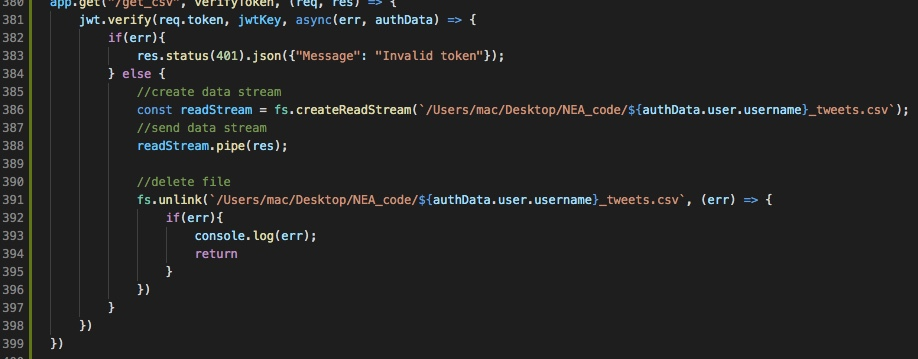 380 app.get("/get_csv", verifyToken, (req, res) => {
381 jwt.verify(req.token, jwtKey, async(err, authData) => {
382 if(err){
383 res.status(401).json({"Message": "Invalid token"});
384 } else {
385 //create data stream
386 const readStream = fs.createReadStream(`/Users/mac/Desktop/NEA_code/${authData.user.username}_tweets.csv`);
387 //send data stream
388 readStream.pipe(res);
389
390 //delete file
391 fs.unlink(`/Users/mac/Desktop/NEA_code/${authData.user.username}_tweets.csv`, (err) => {
392 if(err){
393 console.log(err);
394 return
395 }
396 })
397 }
398 })
399 })